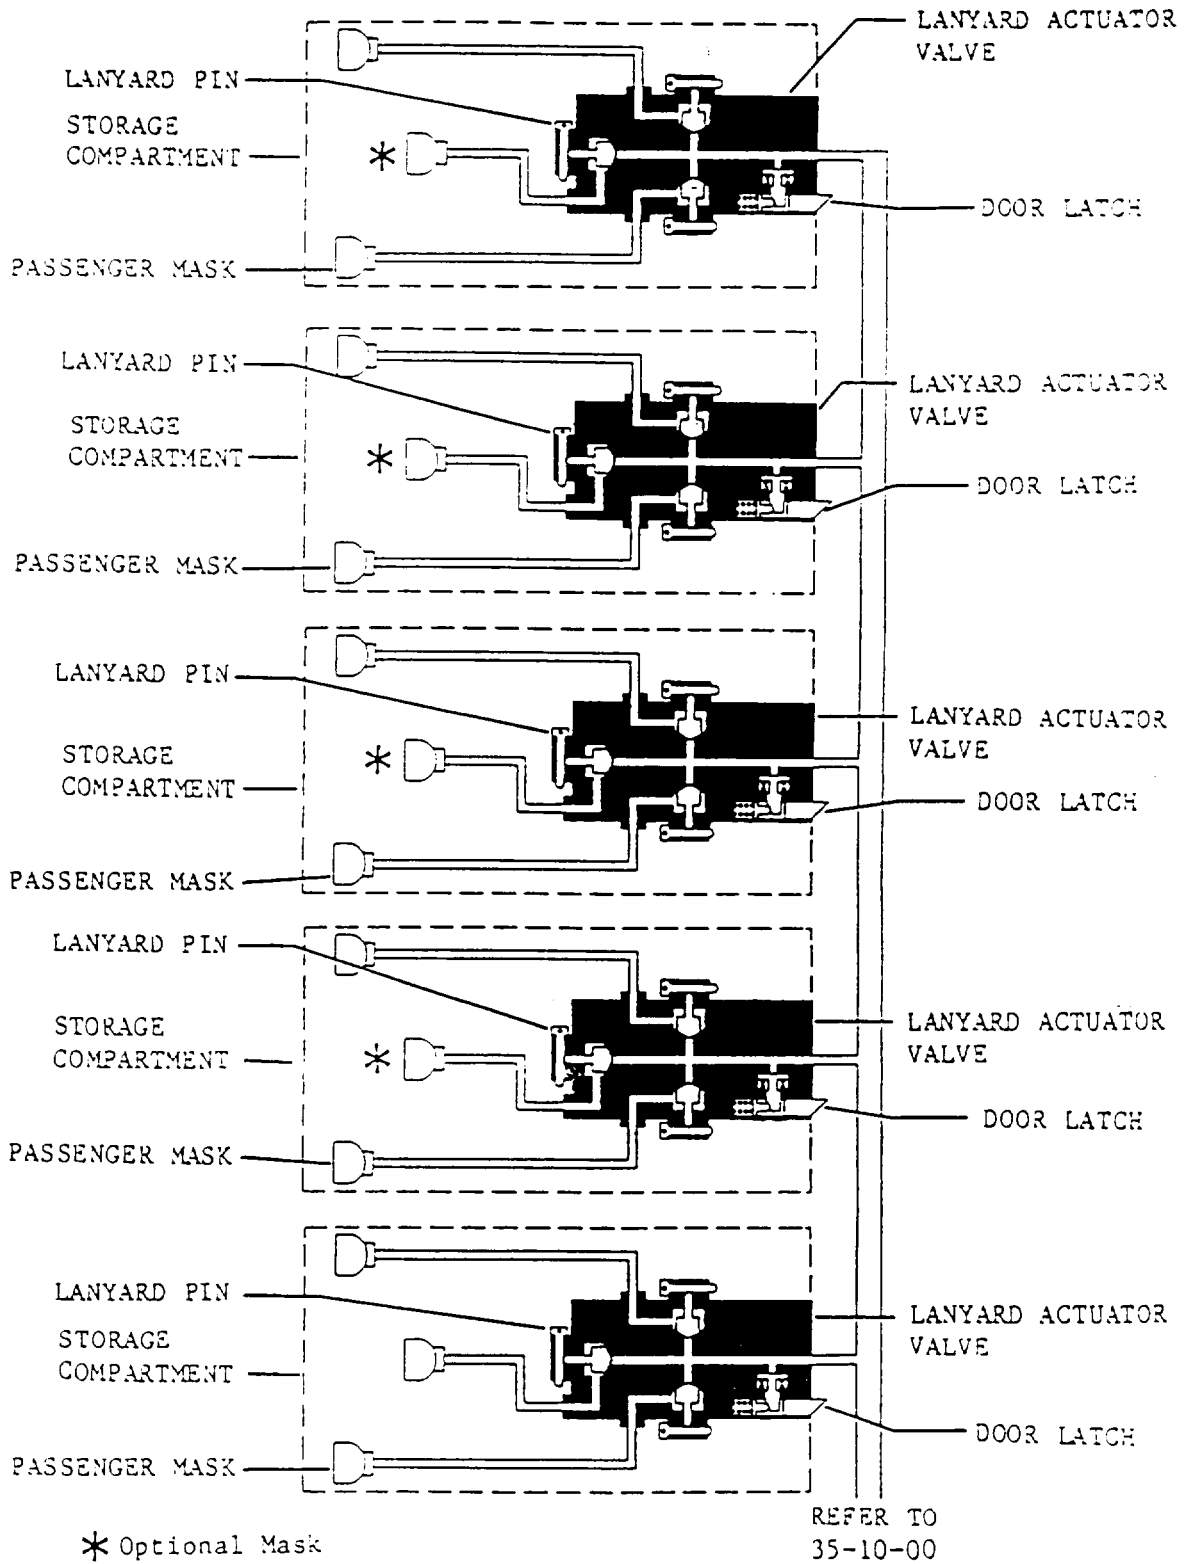 LANYARD ACTUATOR
VALVE
LANYARD PIN
STORAGE
COMPARTMENT
*
DOOR LATCH
PASSENGER MASK
LANYARD PIN
LANYARD ACTUATOR
VALVE
STORAGE
COMPARTMENT
*
DOOR LATCH
PASSENGER MASK
LANYARD PIN
LANYARD ACTUATOR
VALVE
STORAGE
COMPARTMENT
*
DOOR LATCH
PASSENGER MASK
LANYARD PIN
LANYARD ACTUATOR
VALVE
STORAGE
COMPARTMENT
*
DOOR LATCH
PASSENGER MASK
LANYARD PIN
LANYARD ACTUATOR
VALVE
STORAGE
COMPARTMENT
DOOR LATCH
PASSENGER MASK
REFER TO
35-10-00
* Optional Mask